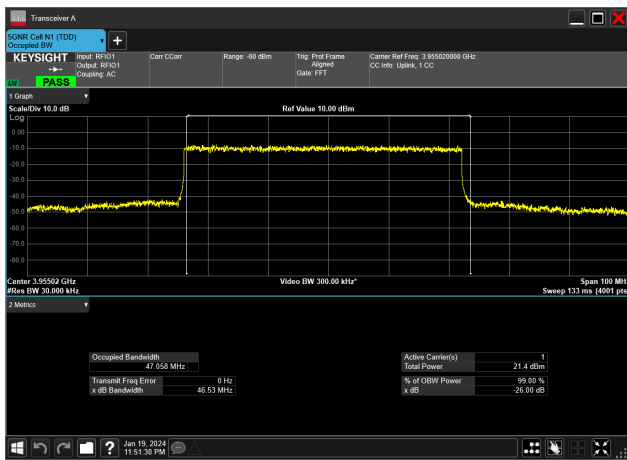 Transceiver A
5GNR Cell N1 (TDD)
Occupied BW
+
KEYSIGHT
Input: RFIO1
Output: RFIO1
Coupling: AC
Corr CCorr
Range: -60 dBm
Trig: Prot Frame
Aligned
Gate: FFT
Carrier Ref Freq: 3.955020000 GHz
CC Info: Uplink, 1 CC
LVI PASS
1 Graph
Scale/Div 10.0 dB
Ref Value 10.00 dBm
Log
0.00
-10.0
-20.0
-30.0
-40.0
-50.0
-60.0
-70.0
-80.0
Center 3.95502 GHz
Video BW 300.00 kHz*
Span 100 MHz
#Res BW 30.000 kHz
Sweep 133 ms (4001 pts
2 Metrics
Occupied Bandwidth
47.058 MHz
Transmit Freq Error 0 Hz
x dB Bandwidth 46.53 MHz
Active Carrier(s) 1
Total Power 21.4 dBm
% of OBW Power 99.00 %
x dB -26.00 dB
? Jan 19, 2024
11:51:30 PM